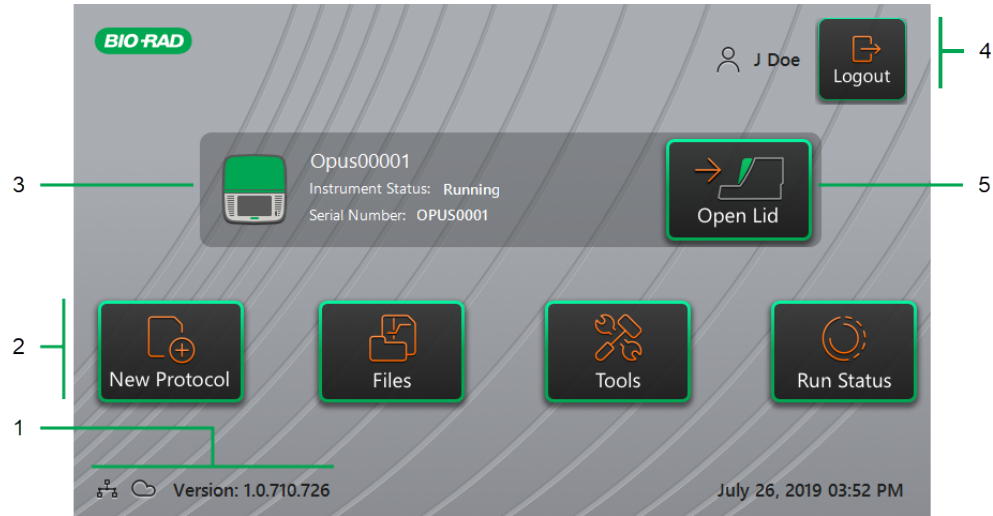 BIO-RAD
J Doe
Logout
4
3
Opus00001
Instrument Status: Running
Serial Number: OPUS0001
Open Lid
5
2
New Protocol
Files
Tools
Run Status
1
Version: 1.0.710.726
July 26, 2019 03:52 PM